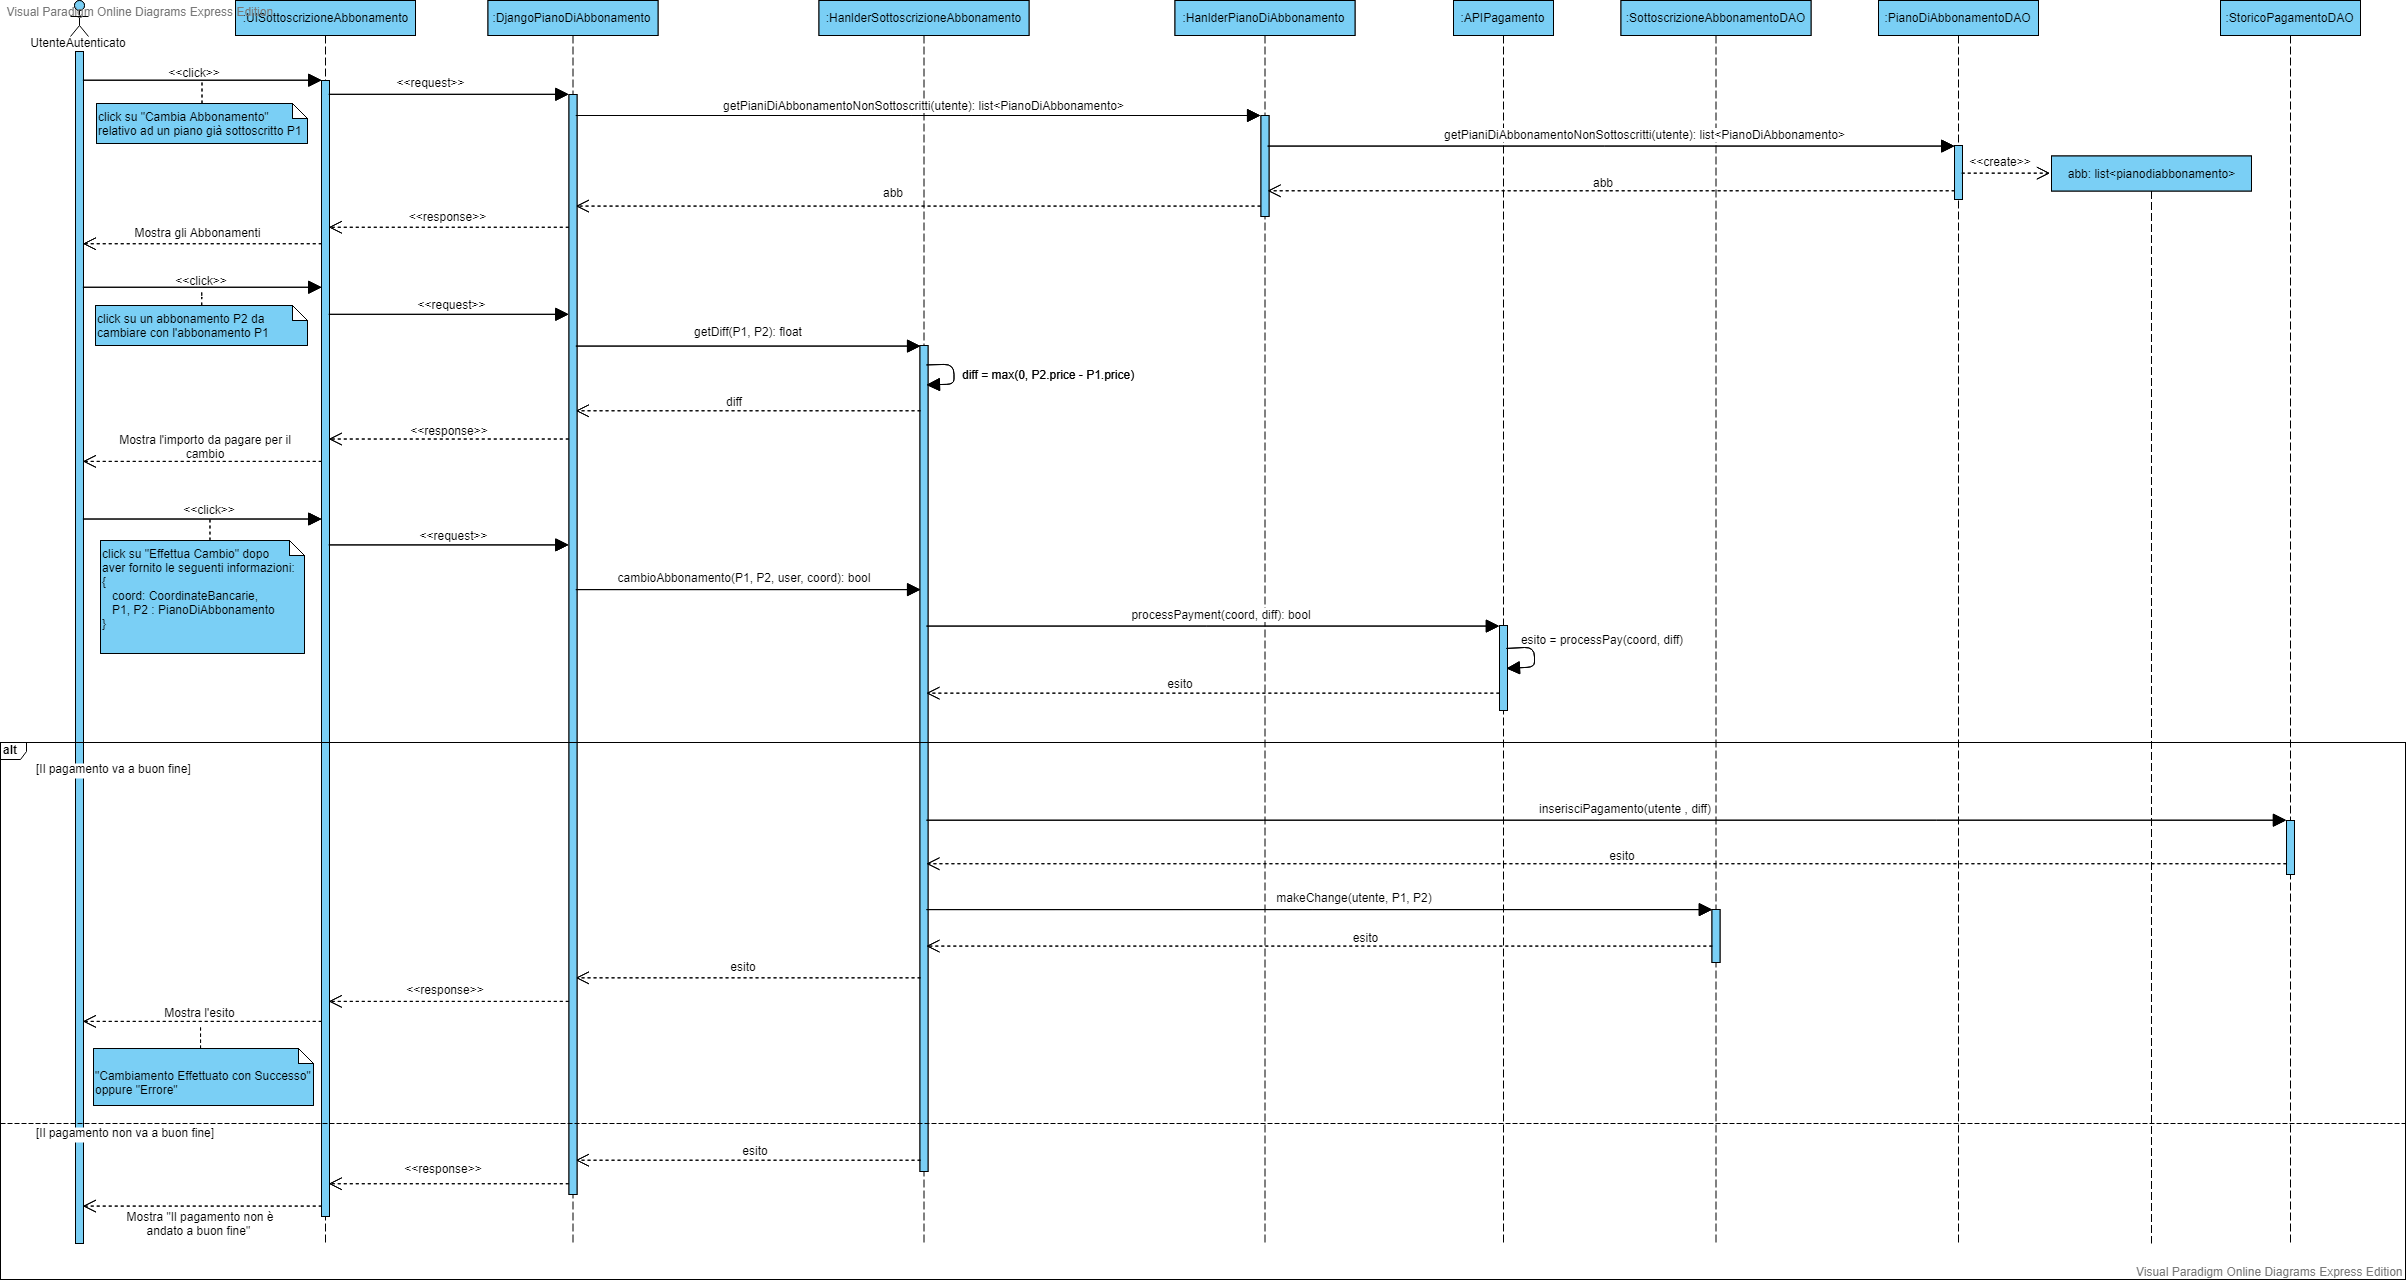 Visual Paradigm Online Diagrams Express Edition
UtenteAutenticato
:UISottoscrizioneAbbonamento
:DjangoPianoDiAbbonamento
:HanlderSottoscrizioneAbbonamento
:HanlderPianoDiAbbonamento
:APIPagamento
:SottoscrizioneAbbonamentoDAO
:PianoDiAbbonamentoDAO
:StoricoPagamentoDAO
<<click>>
<<request>>
click su "Cambia Abbonamento"
relativo ad un piano già sottoscritto P1
getPianiDiAbbonamentoNonSottoscritti(utente): list<PianoDiAbbonamento>
getPianiDiAbbonamentoNonSottoscritti(utente): list<PianoDiAbbonamento>
<<create>>
abb: list<pianodiabbonamento>
abb
abb
<<response>>
Mostra gli Abbonamenti
<<click>>
click su un abbonamento P2 da
cambiare con l'abbonamento P1
<<request>>
getDiff(P1, P2): float
diff = max(0, P2.price - P1.price)
diff
<<response>>
Mostra l'importo da pagare per il
cambio
<<click>>
click su "Effettua Cambio" dopo
aver fornito le seguenti informazioni:
{
coord: CoordinateBancarie,
P1, P2 : PianoDiAbbonamento
}
<<request>>
cambioAbbonamento(P1, P2, user, coord): bool
processPayment(coord, diff): bool
esito = processPay(coord, diff)
esito
alt
[Il pagamento va a buon fine]
inserisciPagamento(utente , diff)
esito
makeChange(utente, P1, P2)
esito
esito
<<response>>
Mostra l'esito
"Cambiamento Effettuato con Successo"
oppure "Errore"
[Il pagamento non va a buon fine]
esito
<<response>>
Mostra "Il pagamento non è
andato a buon fine"
Visual Paradigm Online Diagrams Express Edition